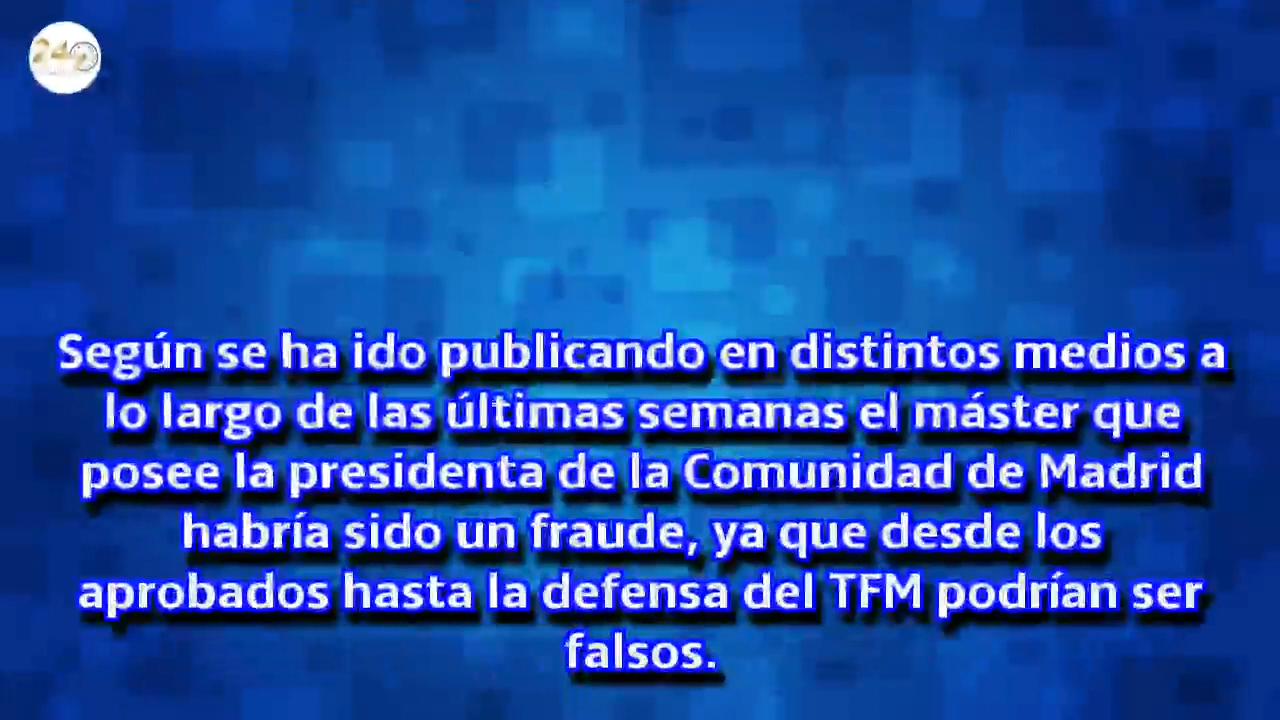 24
Según se ha ido publicando en distintos medios a
lo largo de las últimas semanas el máster que
posee la presidenta de la Comunidad de Madrid
habría sido un fraude, ya que desde los
aprobados hasta la defensa del TFM podrían ser
falsos.